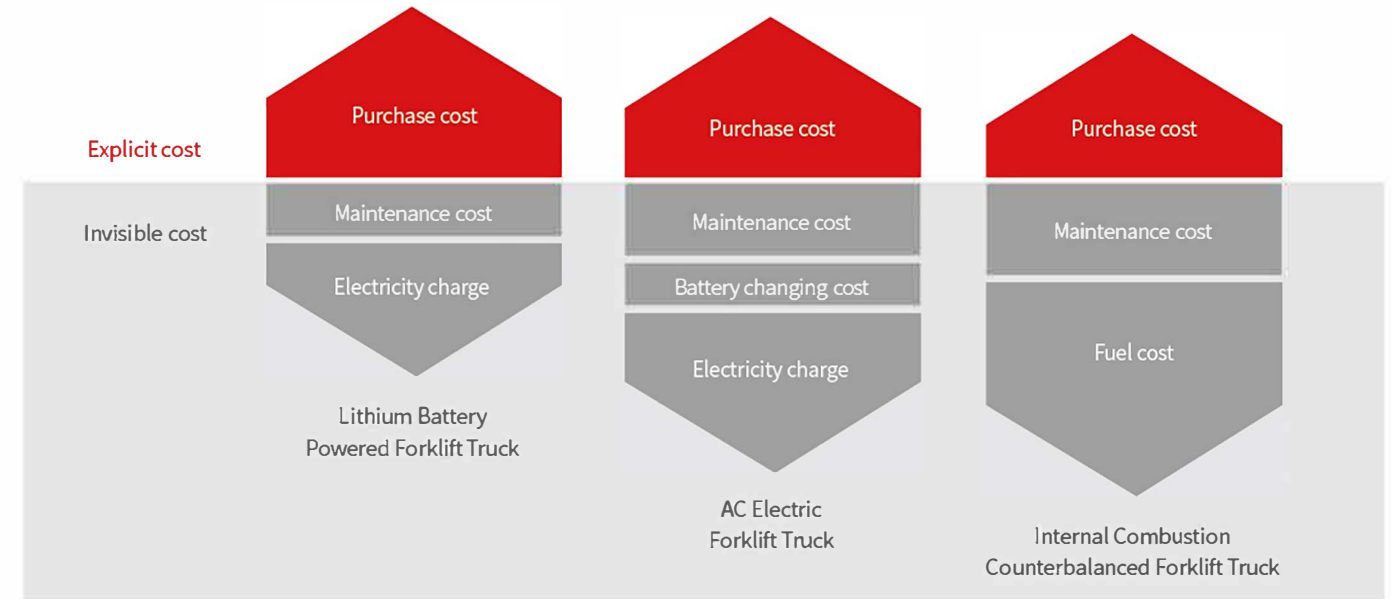 Explicit cost
Invisible cost
Purchase cost
Maintenance cost
Electricity charge
Lithium Battery
Powered Forklift Truck
Purchase cost
Maintenance cost
Battery changing cost
Electricity charge
AC Electric
Forklift Truck
Purchase cost
Maintenance cost
Fuel cost
Internal Combustion
Counterbalanced Forklift Truck